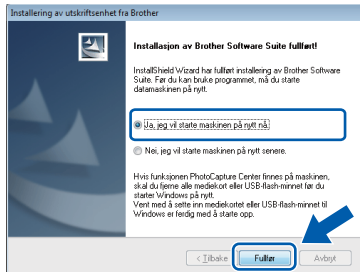 Installering av utskriftsenhet fra Brother
Installasjon av Brother Software Suite fullført!
InstallShield Wizard har fullført installering av Brother Software
Suite. Før du kan bruke programmet, må du starte
datamaskinen på nytt.
Ja, jeg vil starte maskinen på nytt nå.
Nei, jeg vil starte maskinen på nytt senere.
Hvis funksjonen PhotoCapture Center finnes på maskinen,
skal du fjerne alle mediekort eller USB-flash-minnet før du
starter Windows på nytt.
Vent med å sette inn mediekortet eller USB-flash-minnet til
Windows er ferdig med å starte opp.
< Tilbake
Fullfør
Avbryt